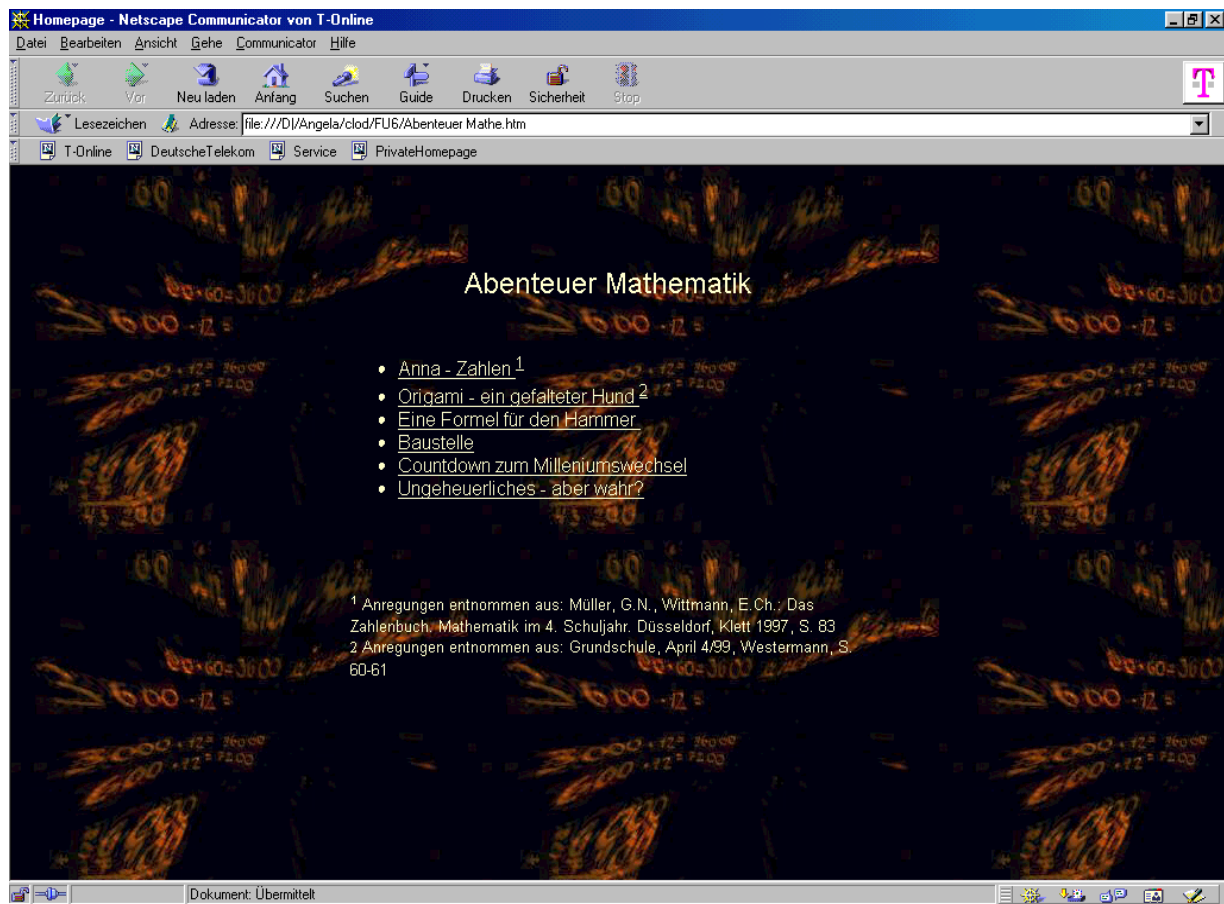 Homepage - Netscape Communicator von T-Online
Datei Bearbeiten Ansicht Gehe Communicator Hilfe
Zurück Vor Neu laden Anfang Suchen Guide Drucken Sicherheit Stop
Lesezeichen Adresse: file:///D|/Angela/clod/FU6/Abenteuer Mathe.htm
T-Online DeutscheTelekom Service PrivateHomepage
Abenteuer Mathematik
• Anna - Zahlen 1
• Origami - ein gefalteter Hund 2
• Eine Formel für den Hammer
• Baustelle
• Countdown zum Milleniumswechsel
• Ungeheuerliches - aber wahr?
1 Anregungen entnommen aus: Müller, G.N., Wittmann, E.Ch.: Das
Zahlenbuch. Mathematik im 4. Schuljahr. Düsseldorf, Klett 1997, S. 83
2 Anregungen entnommen aus: Grundschule, April 4/99, Westermann, S.
60-61
Dokument: Übermittelt